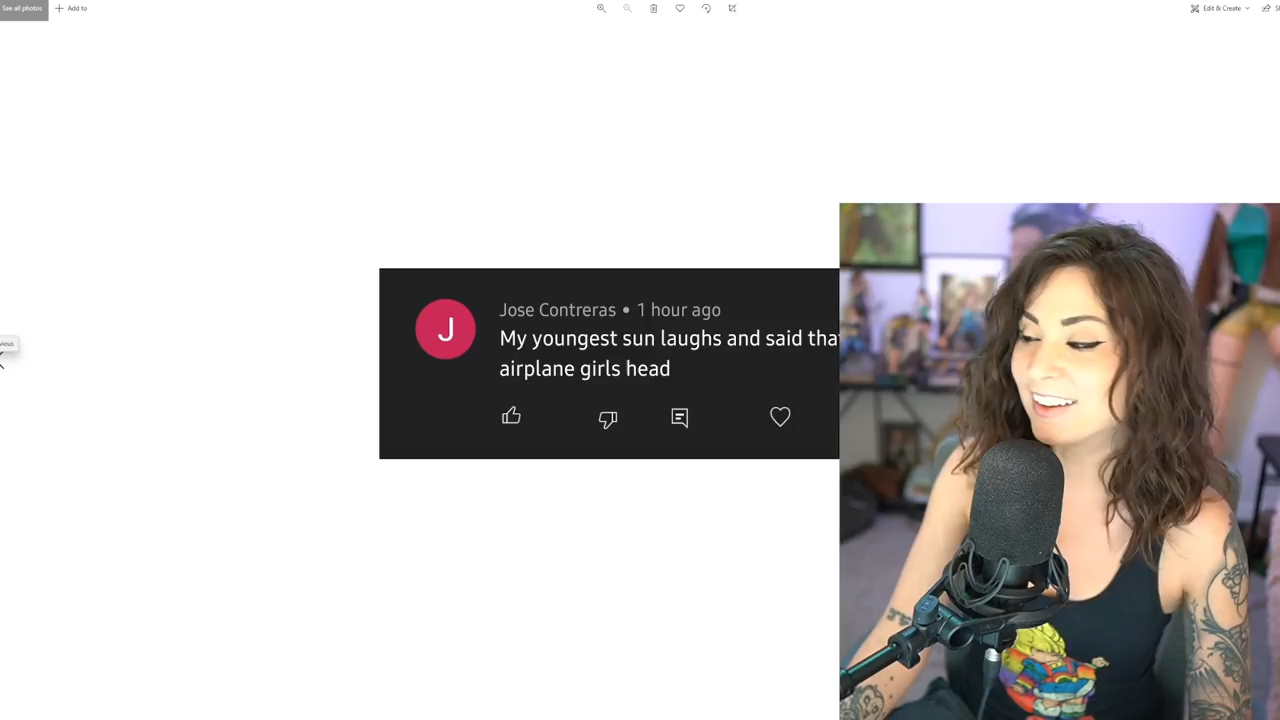 See all photos
Add to
Edit & Create
Jose Contreras • 1 hour ago
My youngest sun laughs and said that
airplane girls head
J